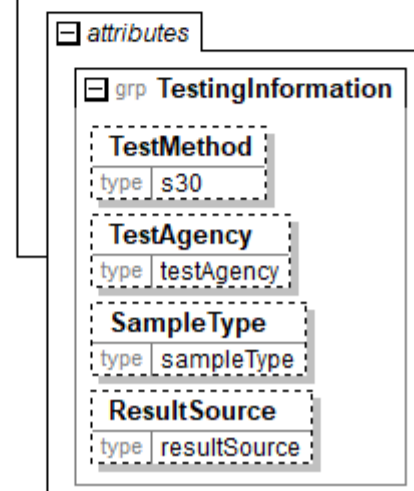 attributes
grp TestingInformation
TestMethod
type s30
TestAgency
type testAgency
SampleType
type sampleType
ResultSource
type resultSource